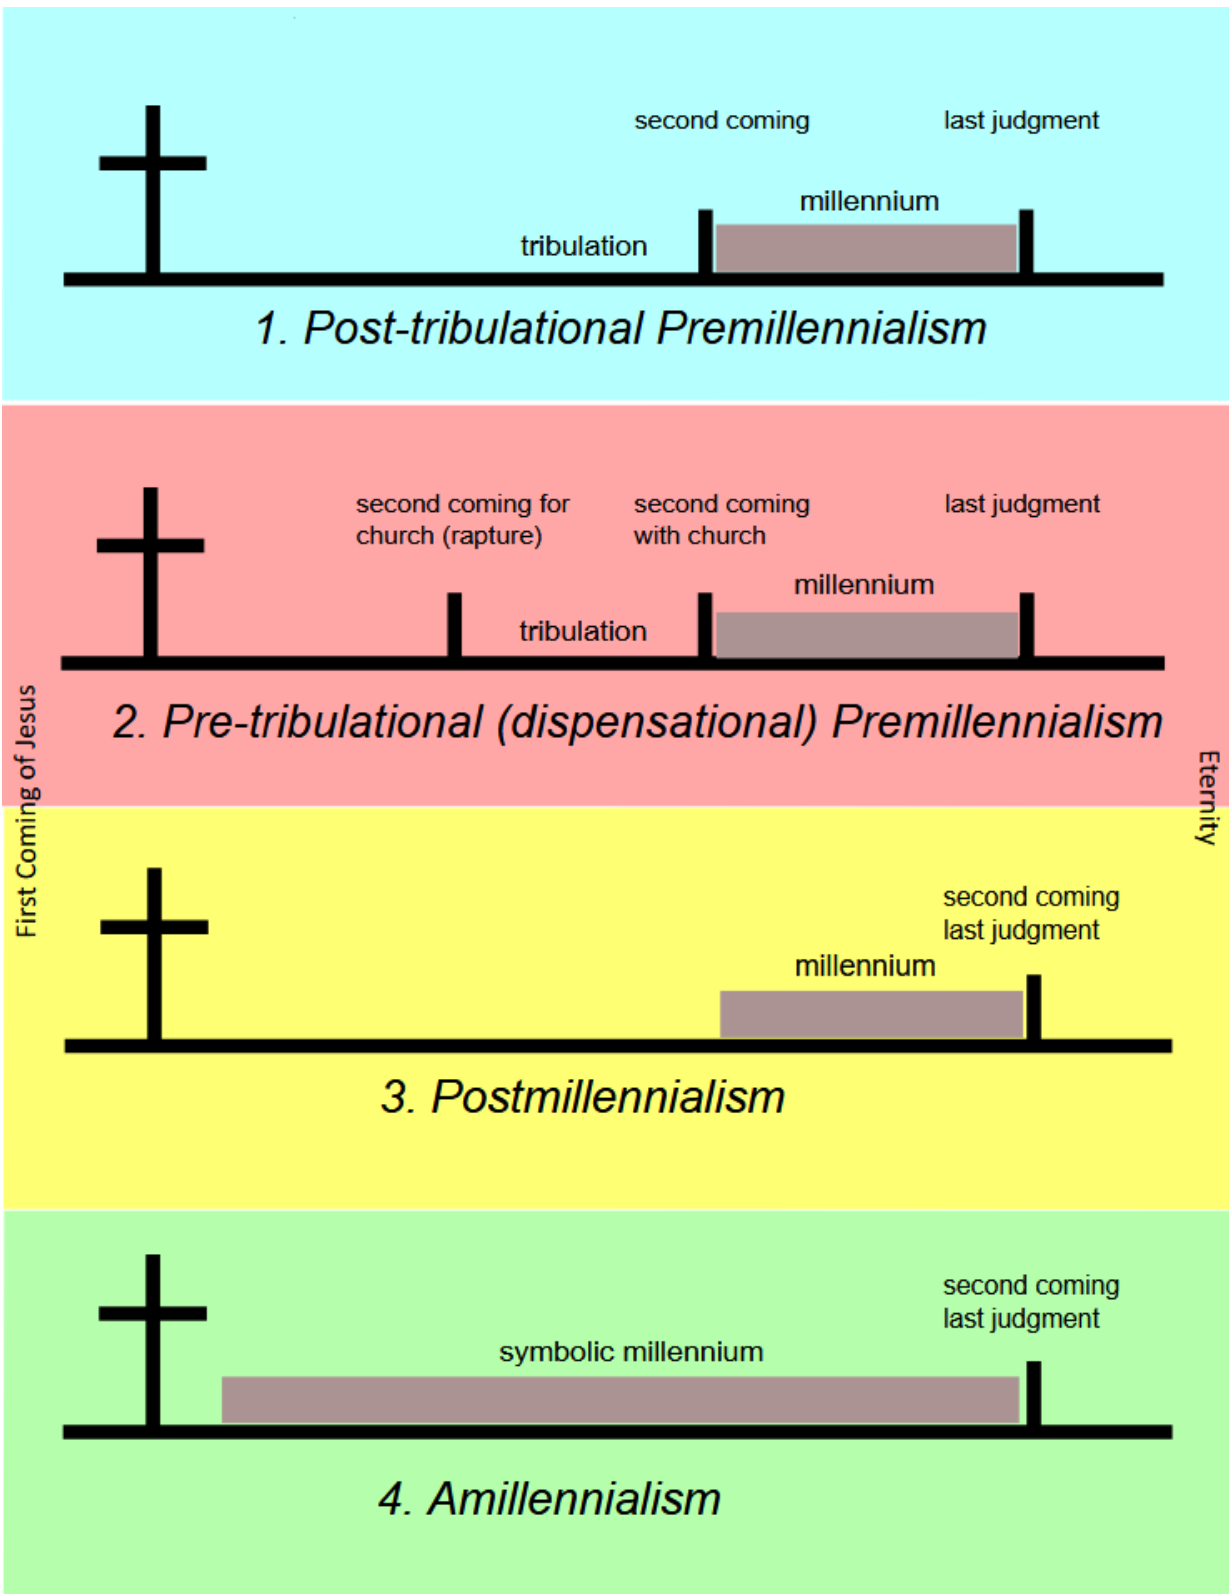 second coming
last judgment
millennium
tribulation
1. Post-tribulational Premillennialism
second coming for
church (rapture)
second coming
with church
last judgment
millennium
tribulation
2. Pre-tribulational (dispensational) Premillennialism
First Coming of Jesus
Eternity
second coming
last judgment
millennium
3. Postmillennialism
second coming
last judgment
symbolic millennium
4. Amillennialism